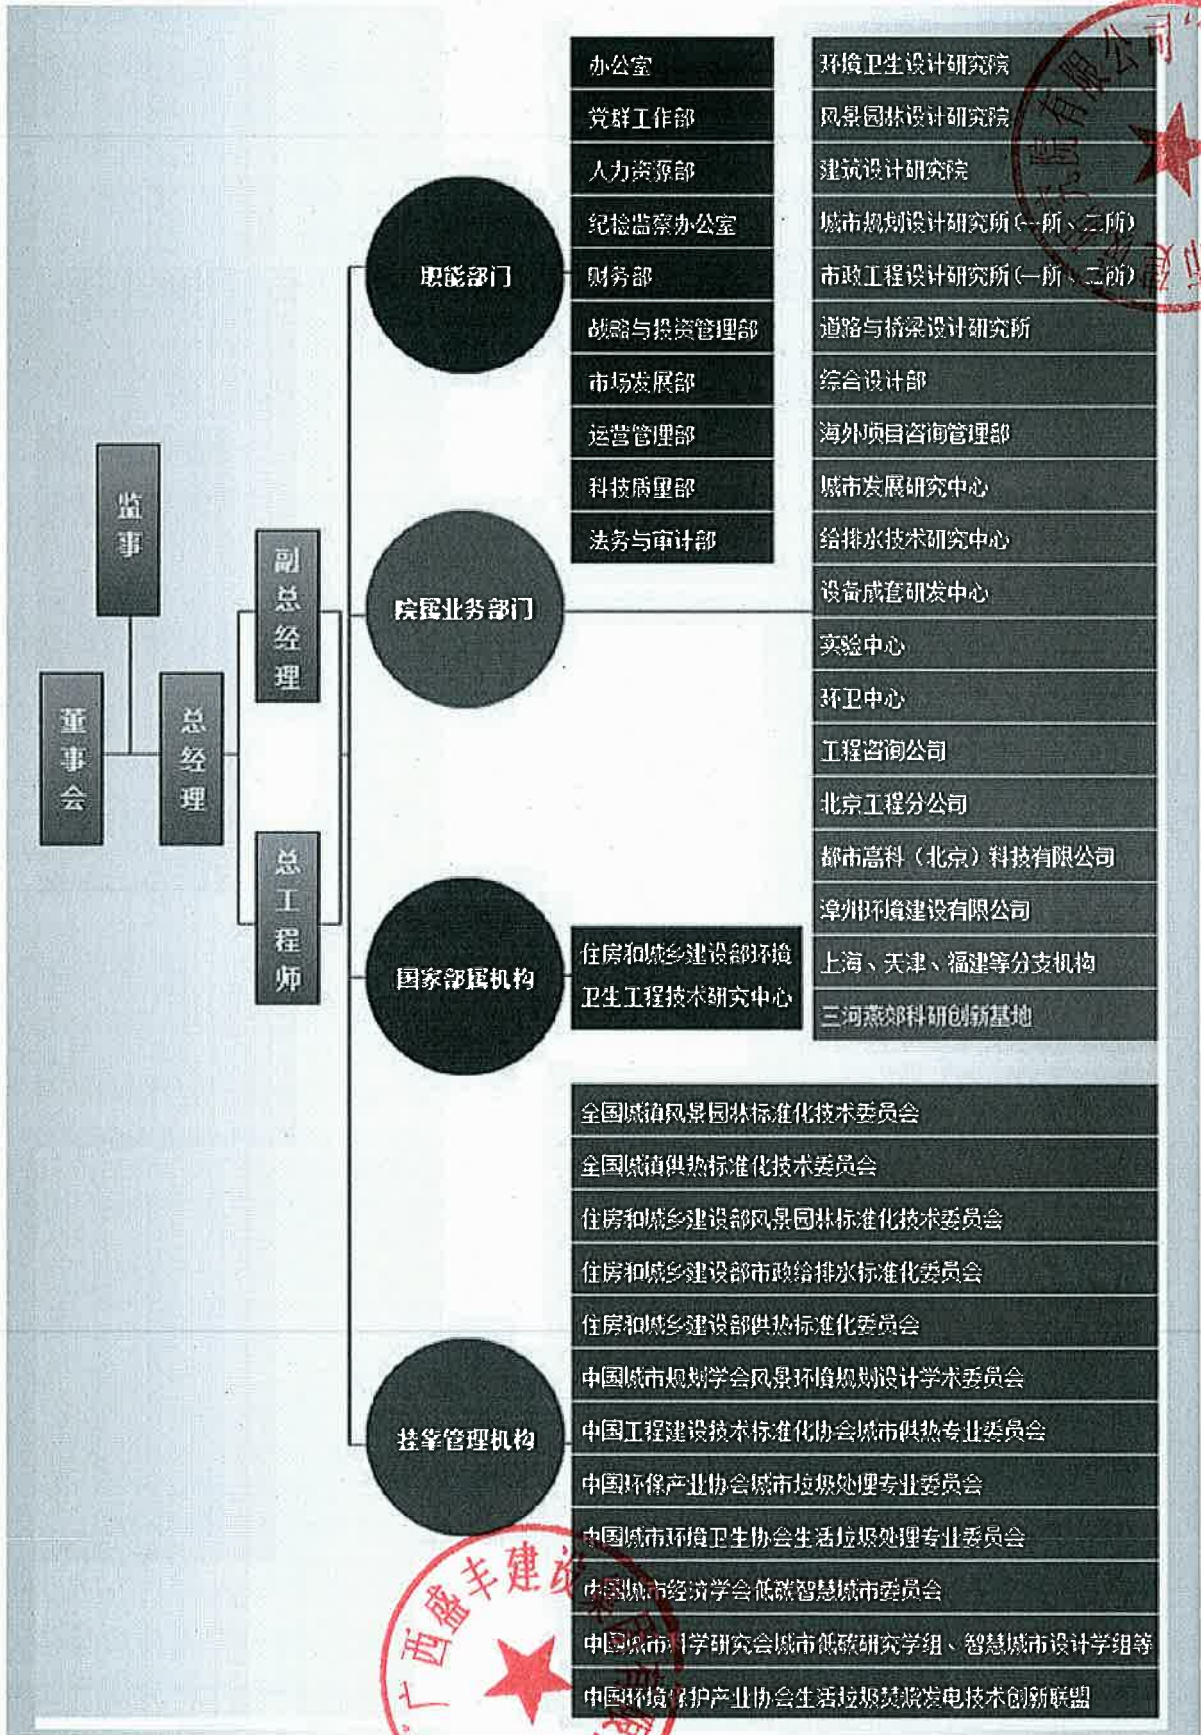 监事
董事会
总经理
副总经理
总工程师
职能部门
办公室
党群工作部
人力资源部
纪检监察办公室
财务部
战略与投资管理部
市场发展部
运营管理部
科技质量部
法务与审计部
院属业务部门
环境卫生设计研究院
风景园林设计研究院
建筑设计研究院
城市规划设计研究所(一所、二所)
市政工程设计研究所(一所、二所)
道路与桥梁设计研究所
综合设计部
海外项目咨询管理部
城市发展研究中心
给排水技术研究中心
设备成套研发中心
实验中心
环卫中心
工程咨询公司
北京工程分公司
都市高科（北京）科技有限公司
漳州环境建设有限公司
上海、天津、福建等分支机构
三河燕郊科研创新基地
国家部属机构
住房和城乡建设部环境
卫生工程技术研究中心
挂靠管理机构
全国城镇风景园林标准化技术委员会
全国城镇供热标准化技术委员会
住房和城乡建设部风景园林标准化技术委员会
住房和城乡建设部市政给排水标准化委员会
住房和城乡建设部供热标准化委员会
中国城市规划学会风景环境规划设计学术委员会
中国工程建设技术标准化协会城市供热专业委员会
中国环保产业协会城市垃圾处理专业委员会
中国城市环境卫生协会生活垃圾处理专业委员会
中国城市经济学会低碳智慧城市委员会
中国城市科学研究会城市低碳研究学组、智慧城市设计学组等
中国环境保护产业协会生活垃圾焚烧发电技术创新联盟
广西盛丰建设集团有限
有限公司